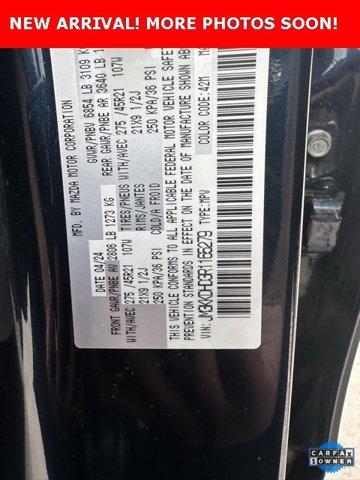 NEW ARRIVAL! MORE PHOTOS SOON!
MFD. BY MAZDA MOTOR CORPORATION
04/24 GVWR/PNBV 6854 LB 3109 KG
FRONT GAWR/PNBE AV 2806 LB 1273 KG REAR GAWR/PNBE AR 3640 LB
WITH/AVEC 275 /45R21 107W TIRES/PNEUS WITH/AVEC 275 /45R21 107W
21X9 1/2J RIMS/JANTES 21X9 1/2J
250 KPA/36 PSI COLD/A FROID 250 KPA/36 PSI
THIS VEHICLE CONFORMS TO ALL APPLICABLE FEDERAL MOTOR VEHICLE SAFETY
PREVENTION STANDARDS IN EFFECT ON THE DATE OF MANUFACTURE SHOWN ABOVE
VIN: TYPE: MPV
COLOR CODE: 42M
CARFAX
1 OWNER